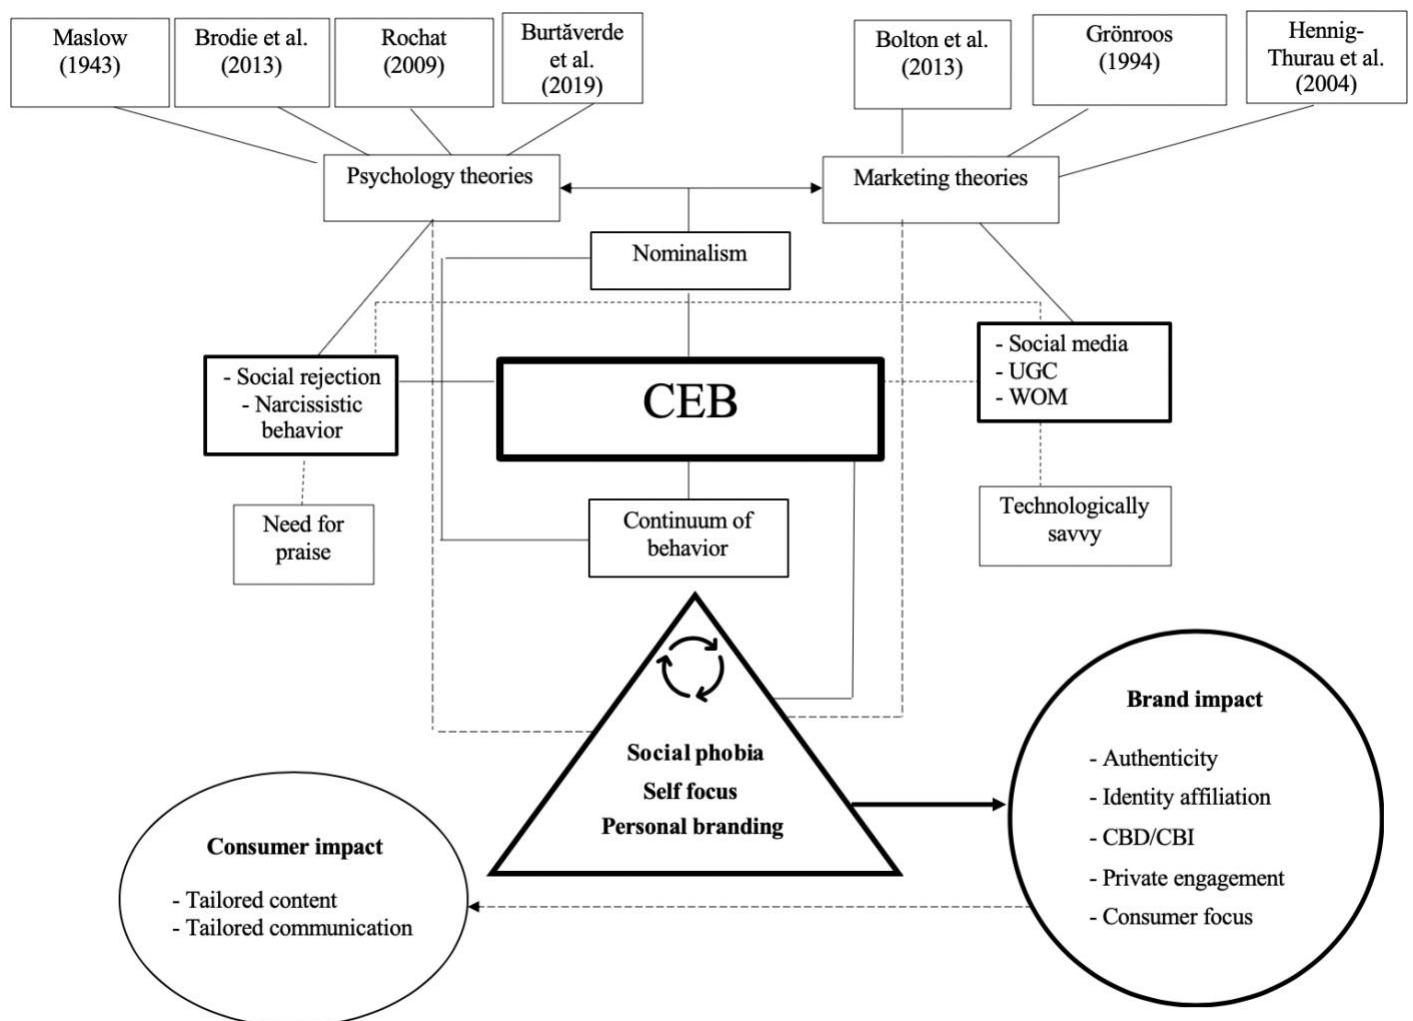 Maslow
(1943)
Brodie et al.
(2013)
Rochat
(2009)
Burtăverde
et al.
(2019)
Bolton et al.
(2013)
Grönroos
(1994)
Hennig-
Thurau et al.
(2004)
Psychology theories
Marketing theories
Nominalism
- Social rejection
- Narcissistic
behavior
CEB
- Social media
- UGC
- WOM
Need for
praise
Continuum of
behavior
Technologically
savvy
Social phobia
Self focus
Personal branding
Brand impact
- Authenticity
- Identity affiliation
- CBD/CBI
- Private engagement
- Consumer focus
Consumer impact
- Tailored content
- Tailored communication